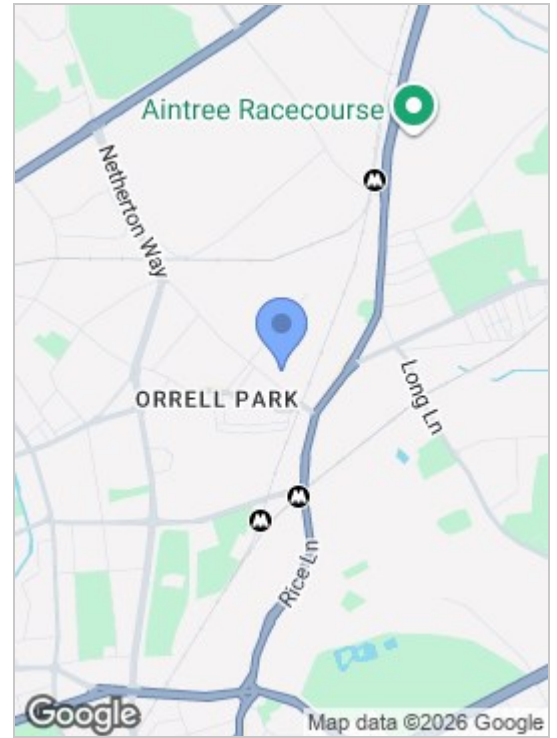 Aintree Racecourse
Netherton Way
ORRELL PARK
Long Ln
Rice Ln
Google
Map data ©2026 Google